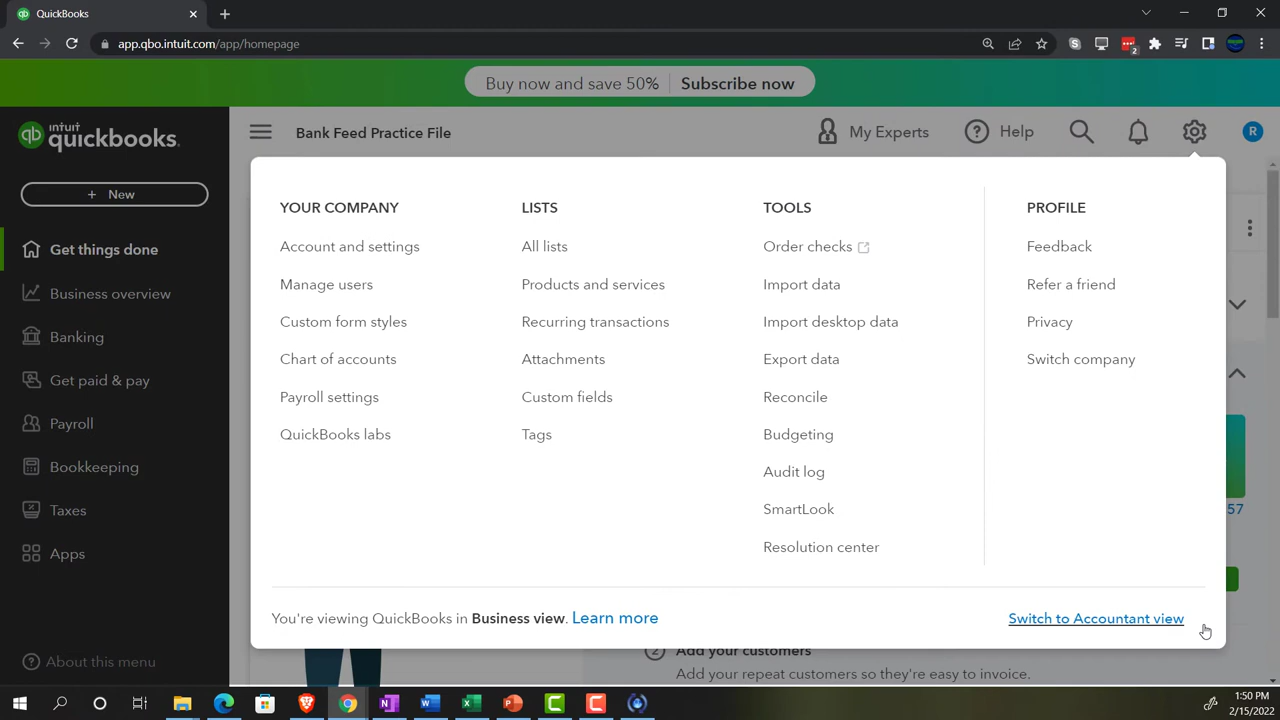 QuickBooks
app.qbo.intuit.com/app/homepage
2
Buy now and save 50% Subscribe now
qb intuit quickbooks.
Bank Feed Practice File
My Experts
Help
R
+ New
Get things done
Business overview
Banking
Get paid & pay
Payroll
Bookkeeping
Taxes
Apps
About this menu
YOUR COMPANY
Account and settings
Manage users
Custom form styles
Chart of accounts
Payroll settings
QuickBooks labs
LISTS
All lists
Products and services
Recurring transactions
Attachments
Custom fields
Tags
TOOLS
Order checks
Import data
Import desktop data
Export data
Reconcile
Budgeting
Audit log
SmartLook
Resolution center
PROFILE
Feedback
Refer a friend
Privacy
Switch company
57
You're viewing QuickBooks in Business view. Learn more
Switch to Accountant view
2 Add your customers
Add your repeat customers so they're easy to invoice.
1:50 PM
2/15/2022